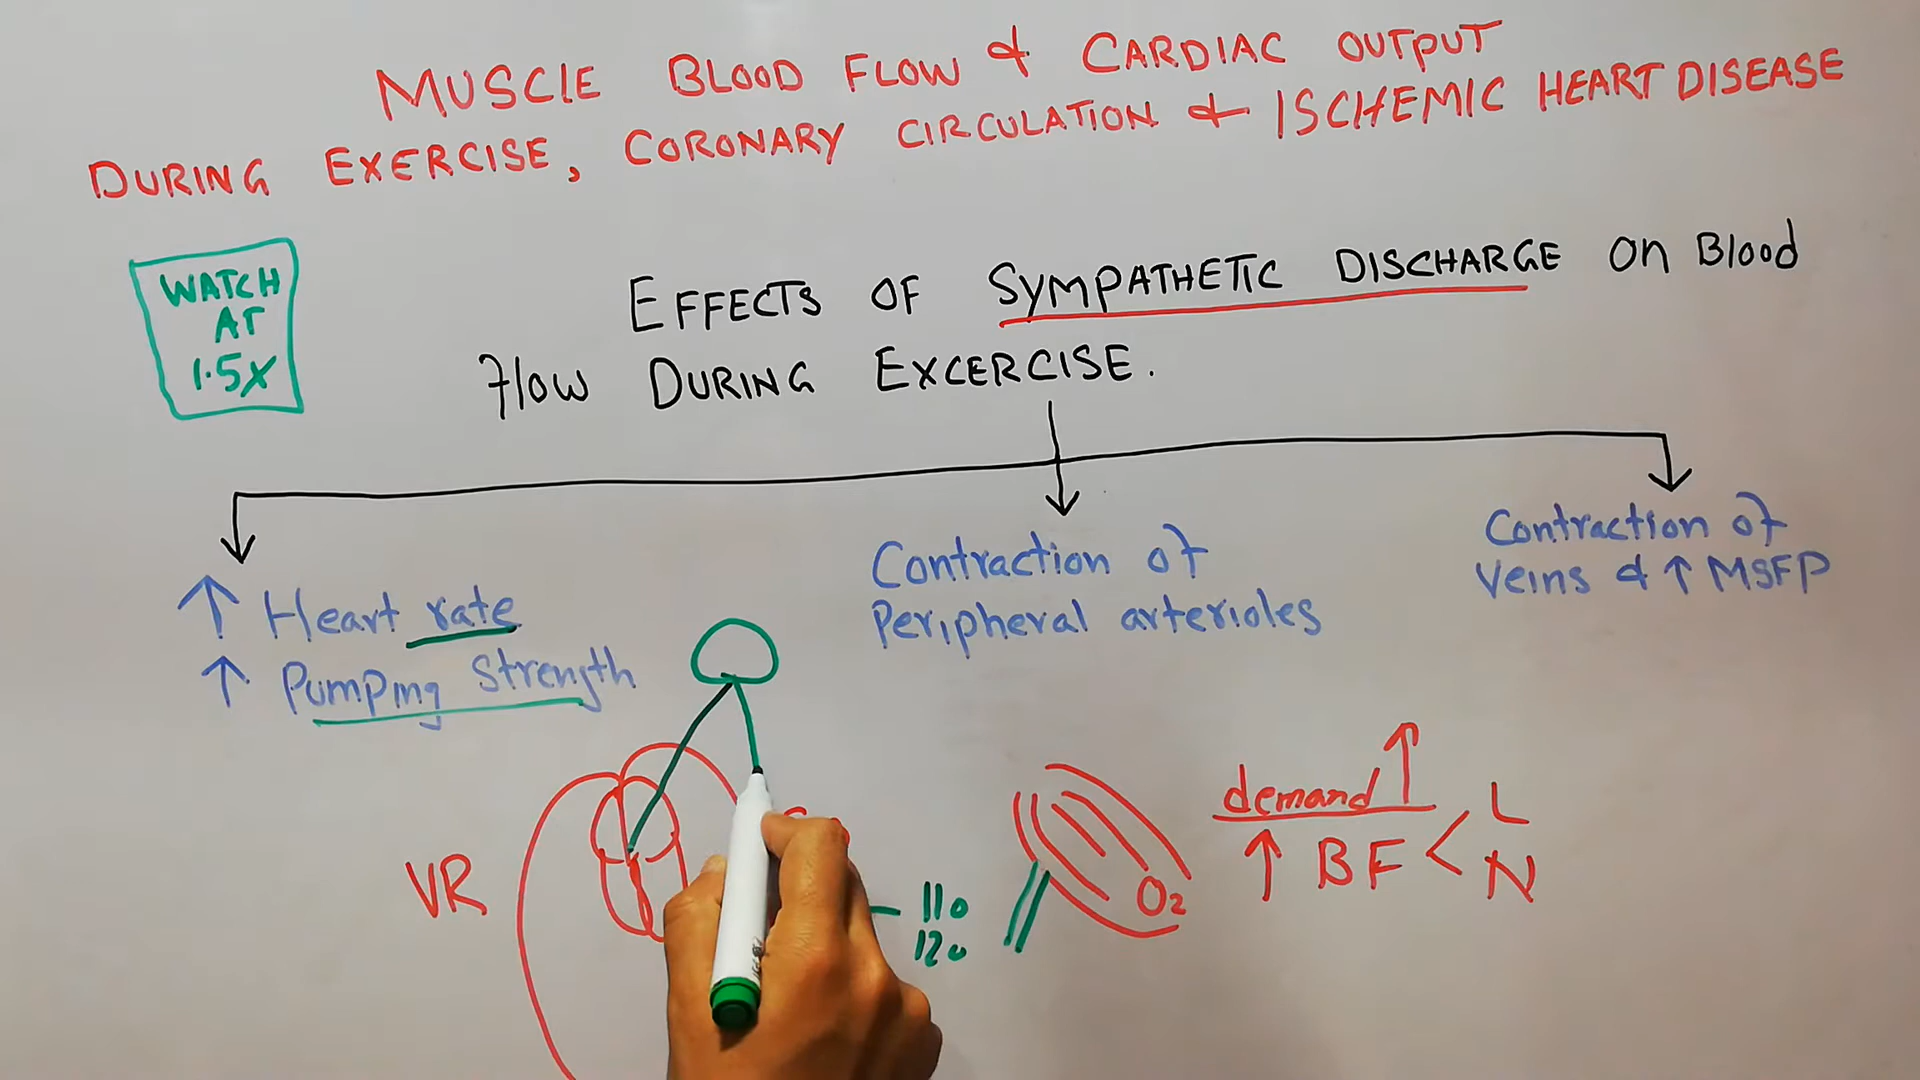 MUSCLE BLOOD FLOW & CARDIAC OUTPUT
DURING EXERCISE, CORONARY CIRCULATION & ISCHEMIC HEART DISEASE
WATCH
AT
1.5X
EFFECTS OF SYMPATHETIC DISCHARGE On Blood
Flow DURING EXCERCISE.
↑ Heart rate
↑ Pumping Strength
Contraction of
Peripheral arterioles
Contraction of
Veins & ↑ MSFP
VR
110
120
O2
demand ↑
↑ BF < L
N